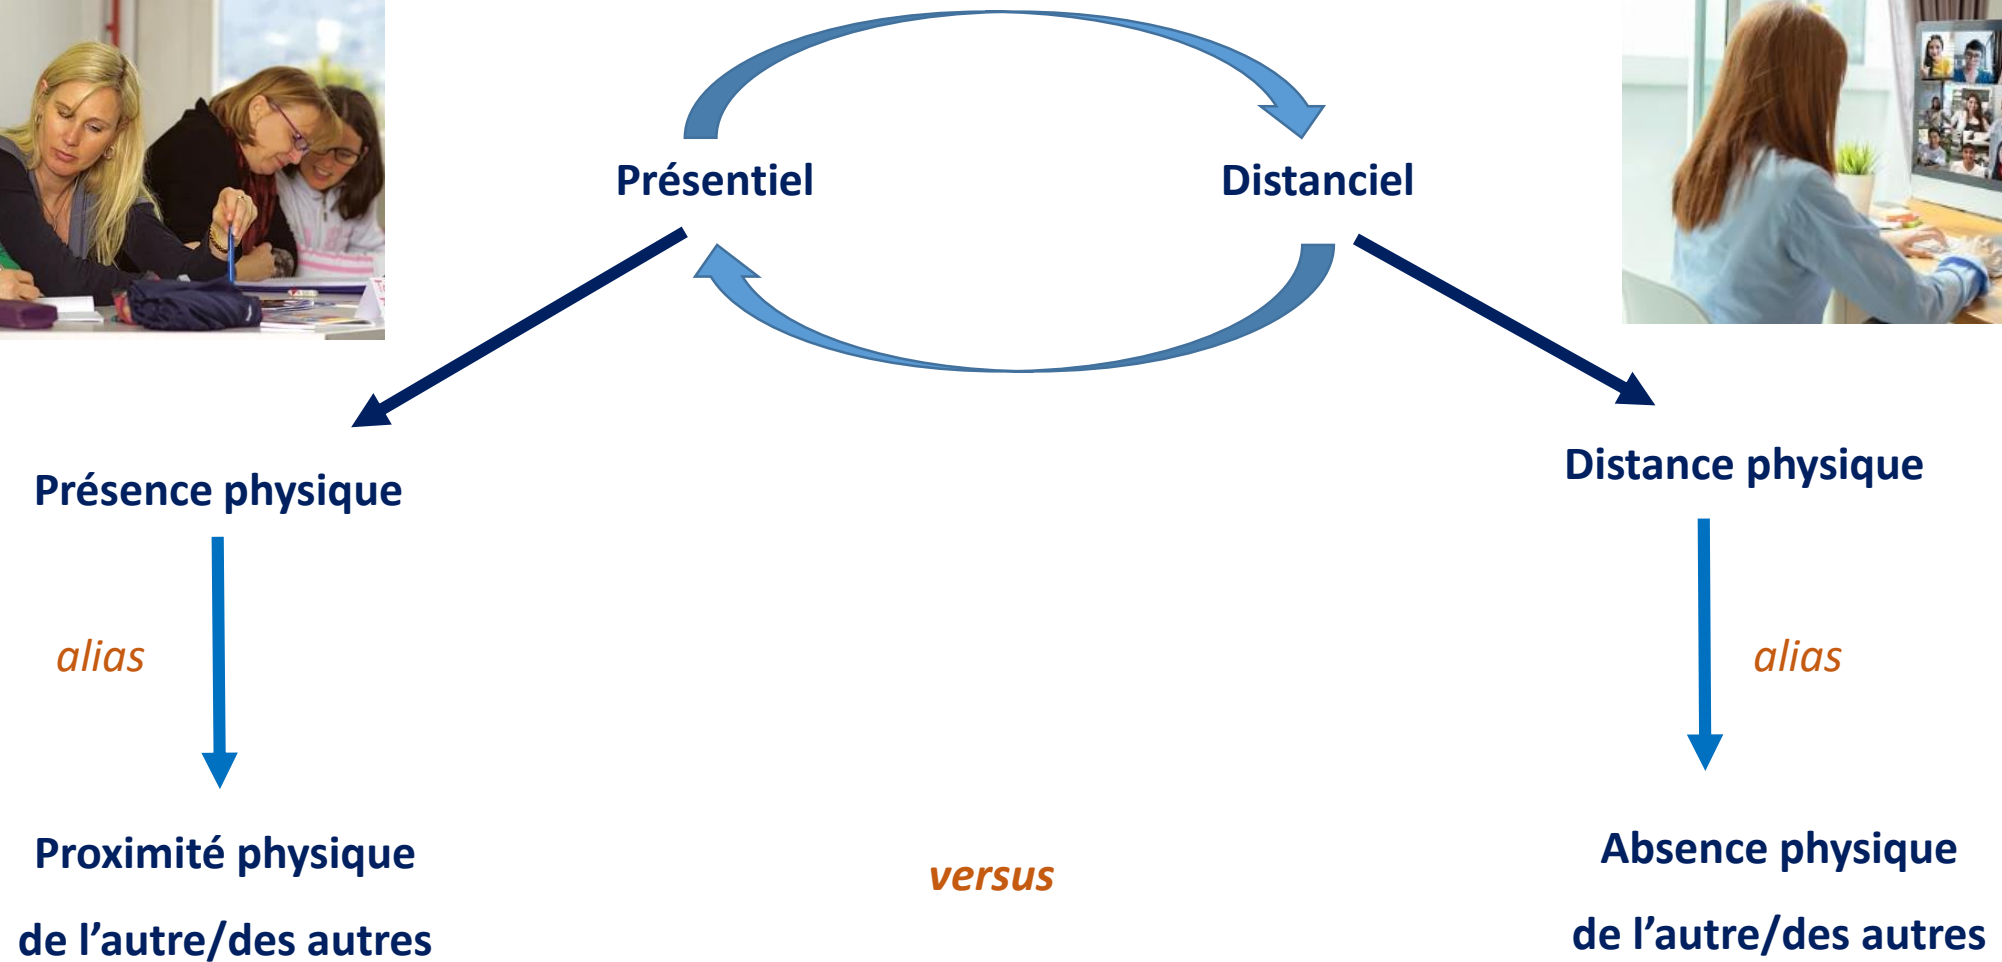 Présentiel
Distanciel
Présence physique
Distance physique
alias
alias
Proximité physique
de l’autre/des autres
versus
Absence physique
de l’autre/des autres